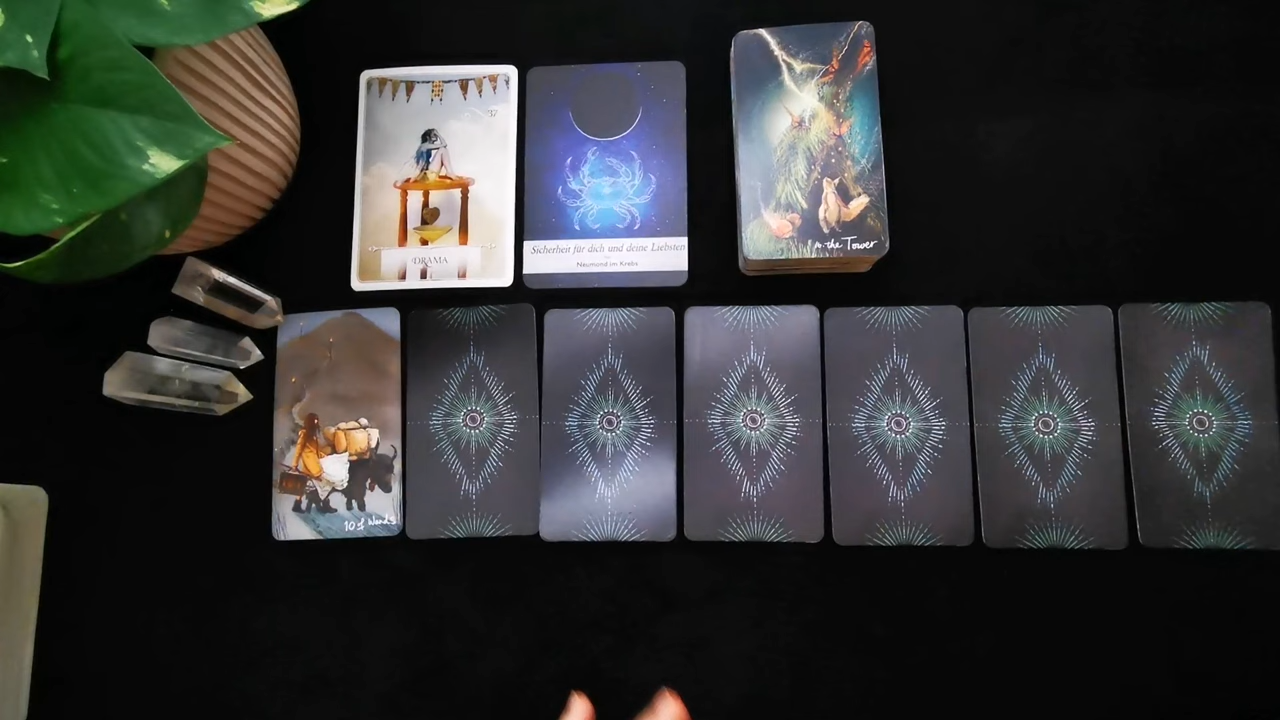 37
DRAMA
Sicherheit für dich und deine Liebsten
Neumond im Krebs
the Tower
10 of Wands